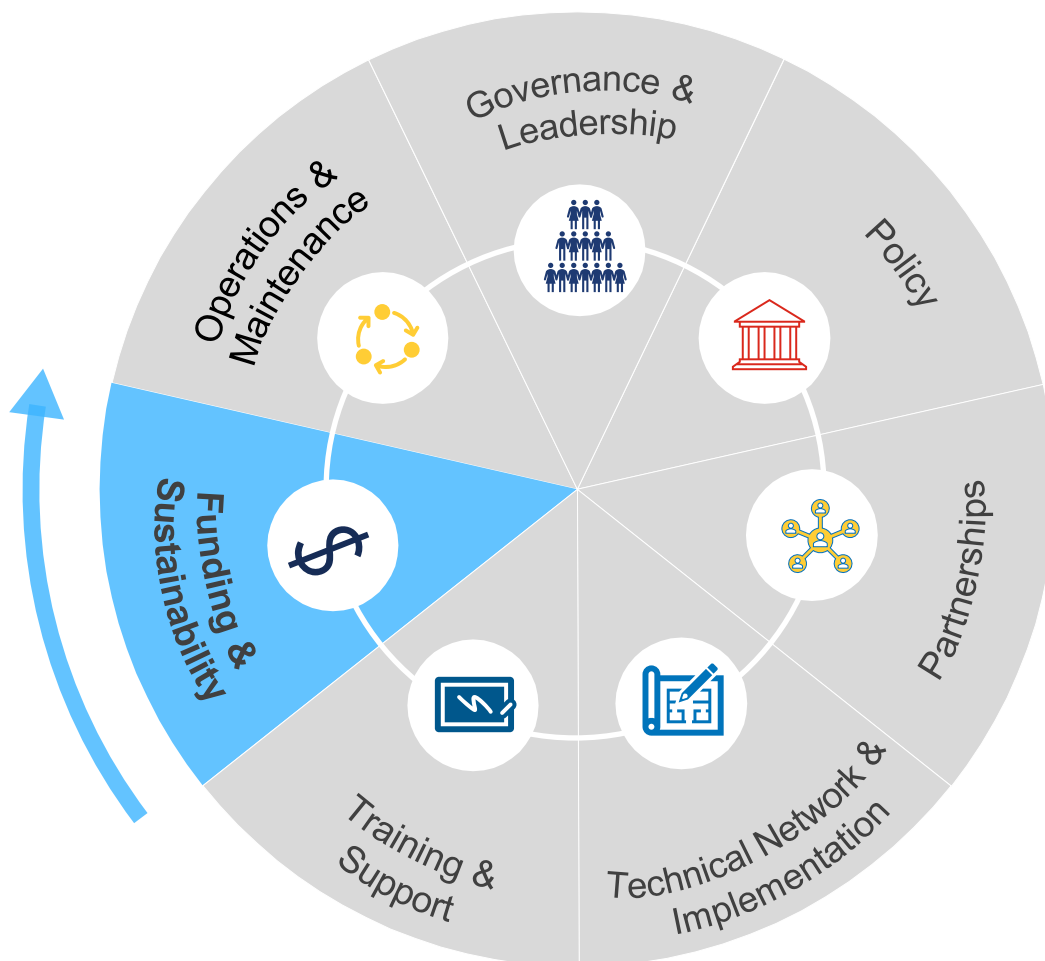 Governance &
Leadership
Policy
Partnerships
Technical Network &
Implementation
Training &
Support
Funding &
Sustainability
Operations &
Maintenance
$